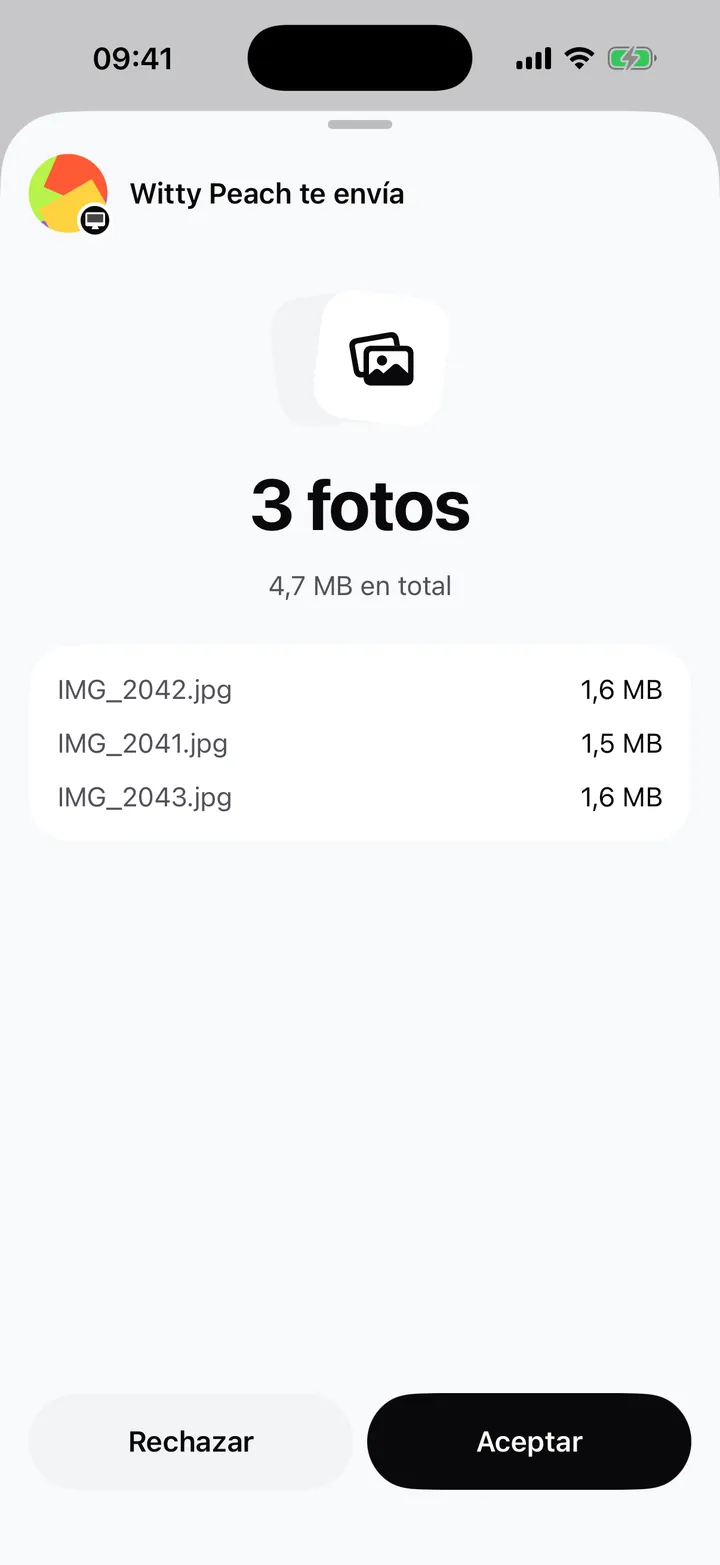 09:41
Witty Peach te envía
3 fotos
4,7 MB en total
IMG_2042.jpg 1,6 MB
IMG_2041.jpg 1,5 MB
IMG_2043.jpg 1,6 MB
Rechazar Aceptar